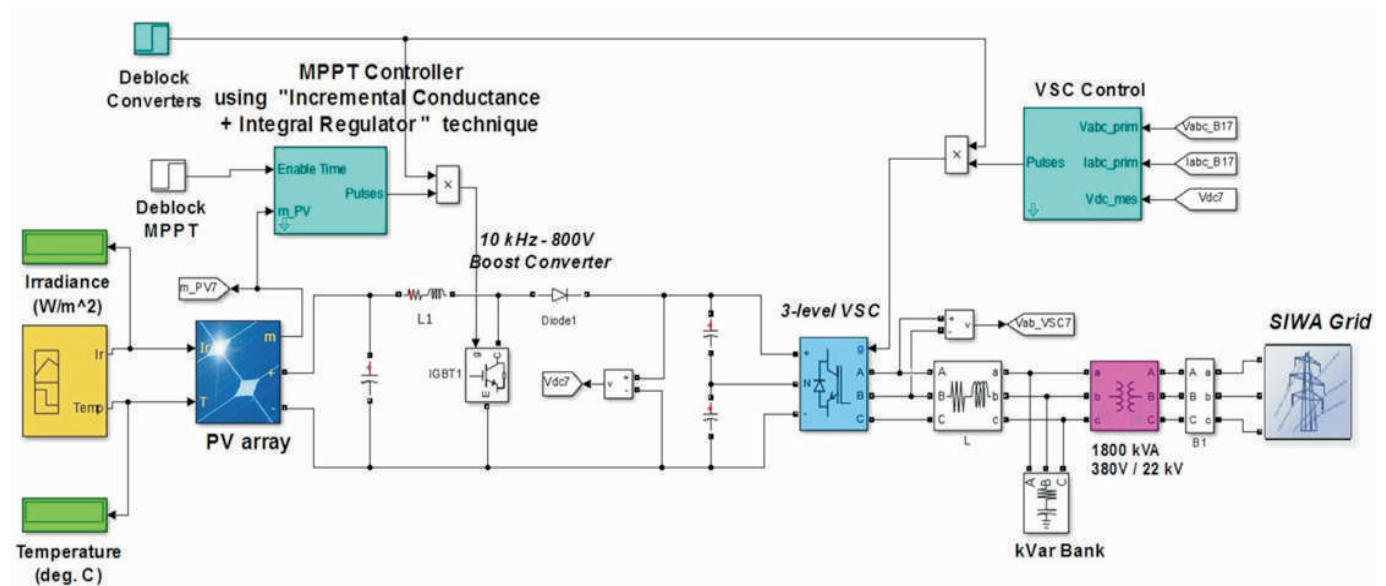 Deblock
Converters
MPPT Controller
using "Incremental Conductance
+ Integral Regulator" technique
VSC Control
Vabc_prim
Vabc_B17
Pulses
Iabc_prim
Iabc_B17
Vdc_mes
Vdc7
×
Enable Time
Pulses
m_PV
×
Deblock
MPPT
10 kHz - 800V
Boost Converter
Irradiance
(W/m^2)
m_PV7
L1
Diode1
3-level VSC
+
-
v
Vab_VSC7
SIWA Grid
Ir
Temp
Ir
T
m
+
-
PV array
g
C
E
IGBT1
Vdc7
v
+
-
+
N
-
g
A
B
C
A
B
C
a
b
c
L
a
b
c
A
B
C
A
B
C
a
b
c
B1
1800 kVA
380V / 22 kV
A
B
C
kVar Bank
Temperature
(deg. C)